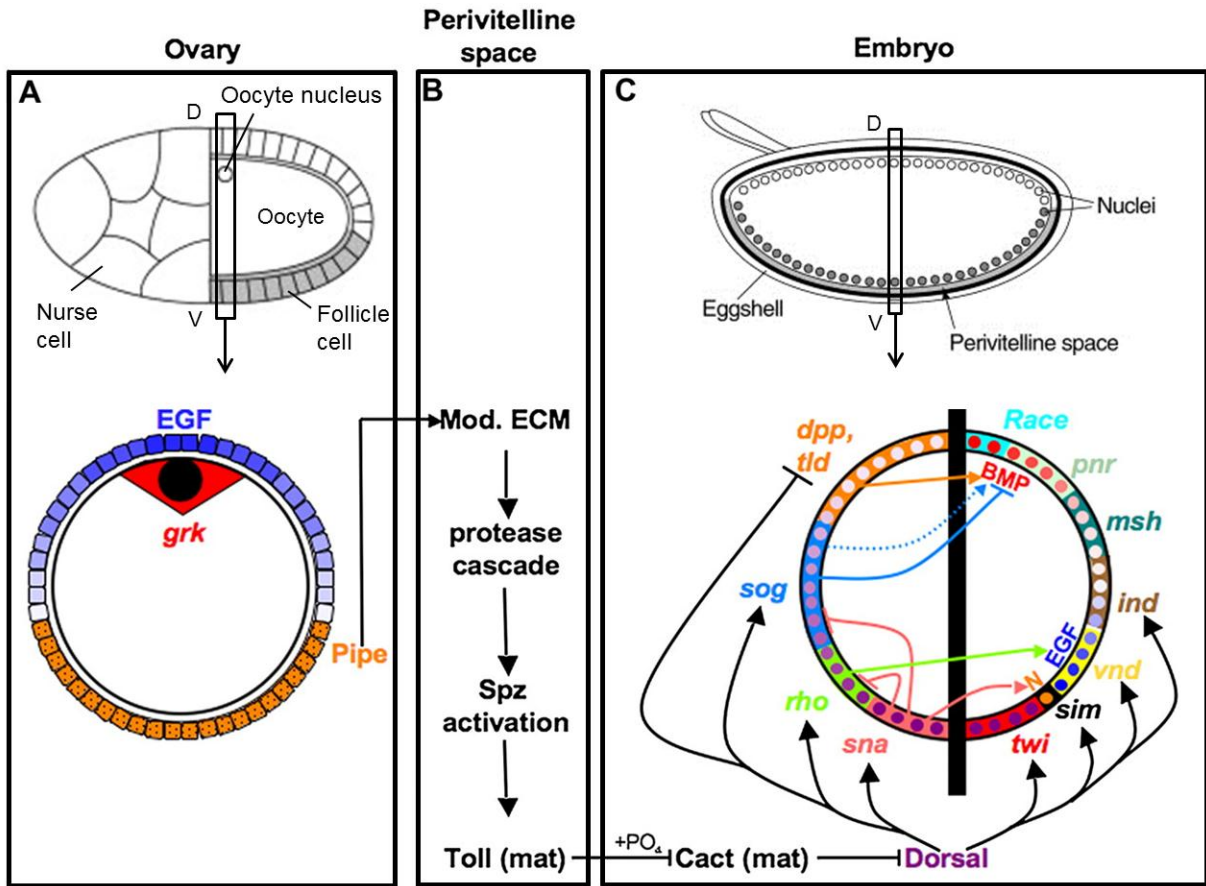 Ovary
Perivitelline
space
Embryo
A
D
Oocyte nucleus
Oocyte
Nurse
cell
V
Follicle
cell
EGF
grk
Pipe
B
Mod. ECM
protease
cascade
Spz
activation
Toll (mat)
C
D
Nuclei
Eggshell
V
Perivitelline space
dpp,
tld
Race
BMP
pnr
msh
sog
ind
EGF
vnd
N
rho
sim
sna
twi
+PO4
Cact (mat)
Dorsal